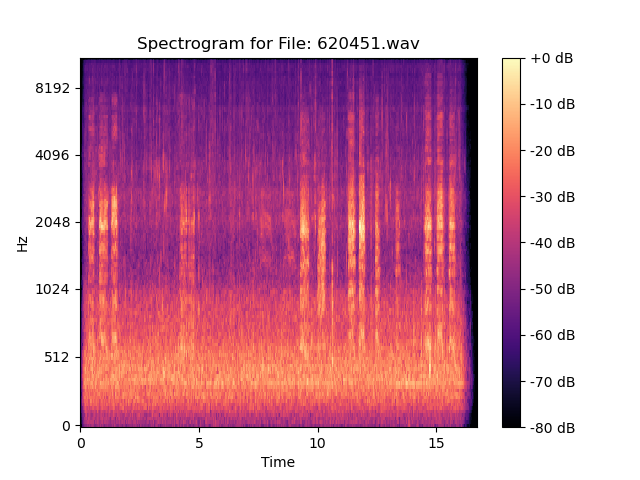 Spectrogram for File: 620451.wav
Hz
8192
4096
2048
1024
512
0
0 5 10 15
Time
+0 dB
-10 dB
-20 dB
-30 dB
-40 dB
-50 dB
-60 dB
-70 dB
-80 dB